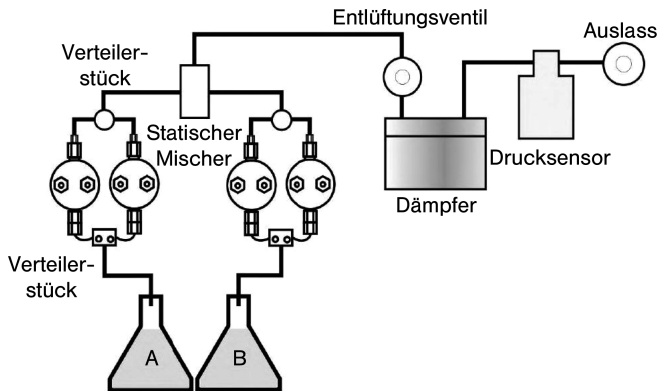 Entlüftungsventil
Auslass
Verteiler-
stück
Statischer
Mischer
Drucksensor
Dämpfer
Verteiler-
stück
A
B